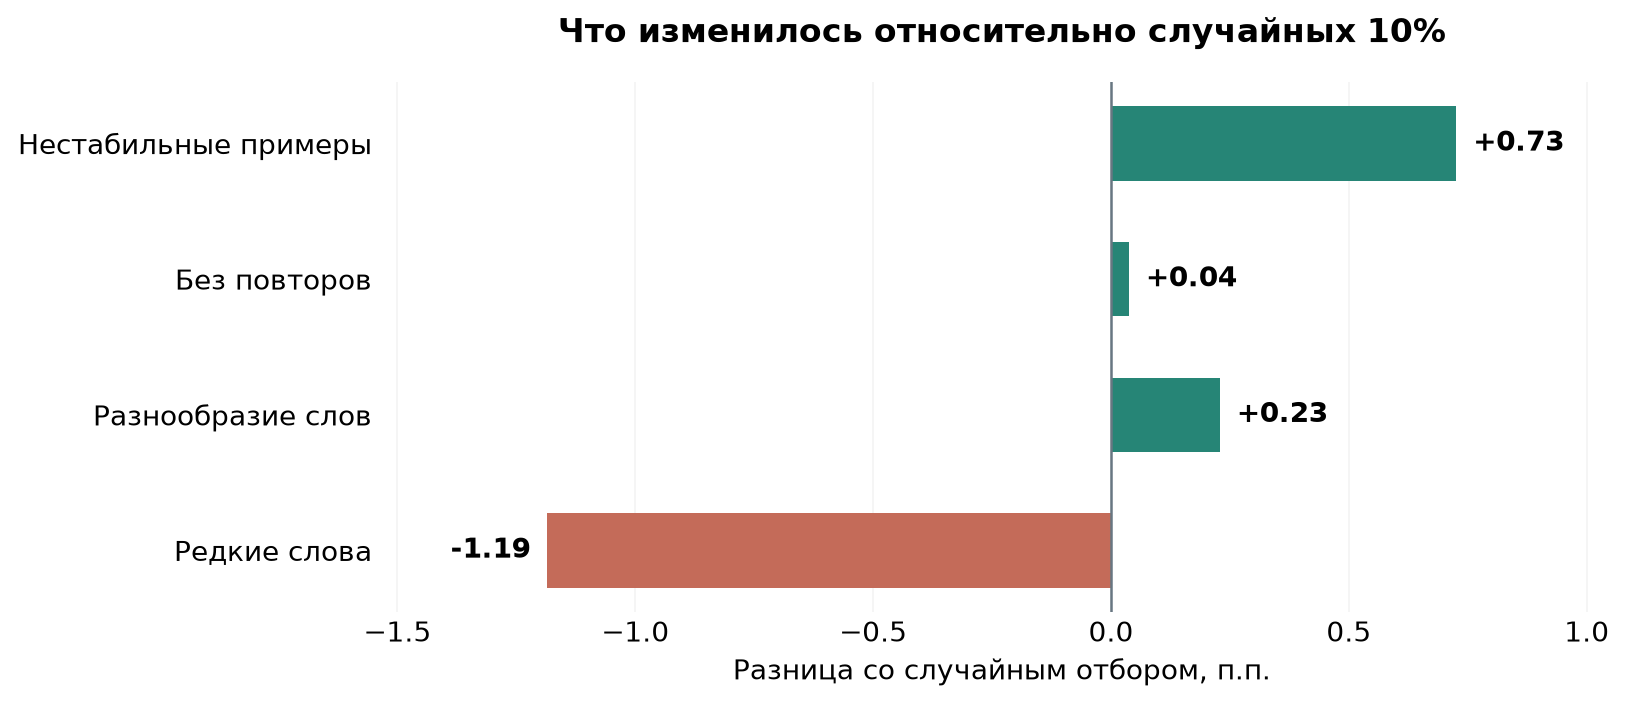 Что изменилось относительно случайных 10%
Нестабильные примеры
+0.73
Без повторов
+0.04
Разнообразие слов
+0.23
Редкие слова
-1.19
−1.5
−1.0
−0.5
0.0
0.5
1.0
Разница со случайным отбором, п.п.